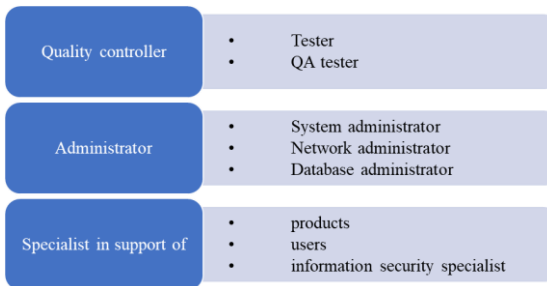 Quality controller
• Tester
• QA tester
Administrator
• System administrator
• Network administrator
• Database administrator
Specialist in support of
• products
• users
• information security specialist